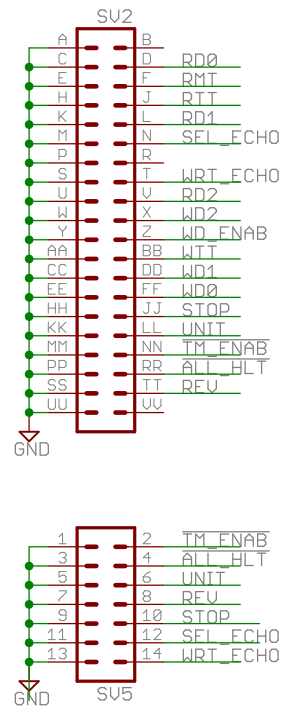 SV2
A B
C D RD0
E F RMT
H J RTT
K L RD1
M N SEL_ECHO
P R
S T WRT_ECHO
U V RD2
W X WD2
Y Z WD_ENAB
AA BB WTT
CC DD WD1
EE FF WD0
HH JJ STOP
KK LL UNIT
MM NN TM_ENAB
PP RR ALL_HLT
SS TT REV
UU VV
GND
1 2 TM_ENAB
3 4 ALL_HLT
5 6 UNIT
7 8 REV
9 10 STOP
11 12 SEL_ECHO
13 14 WRT_ECHO
GND SV5